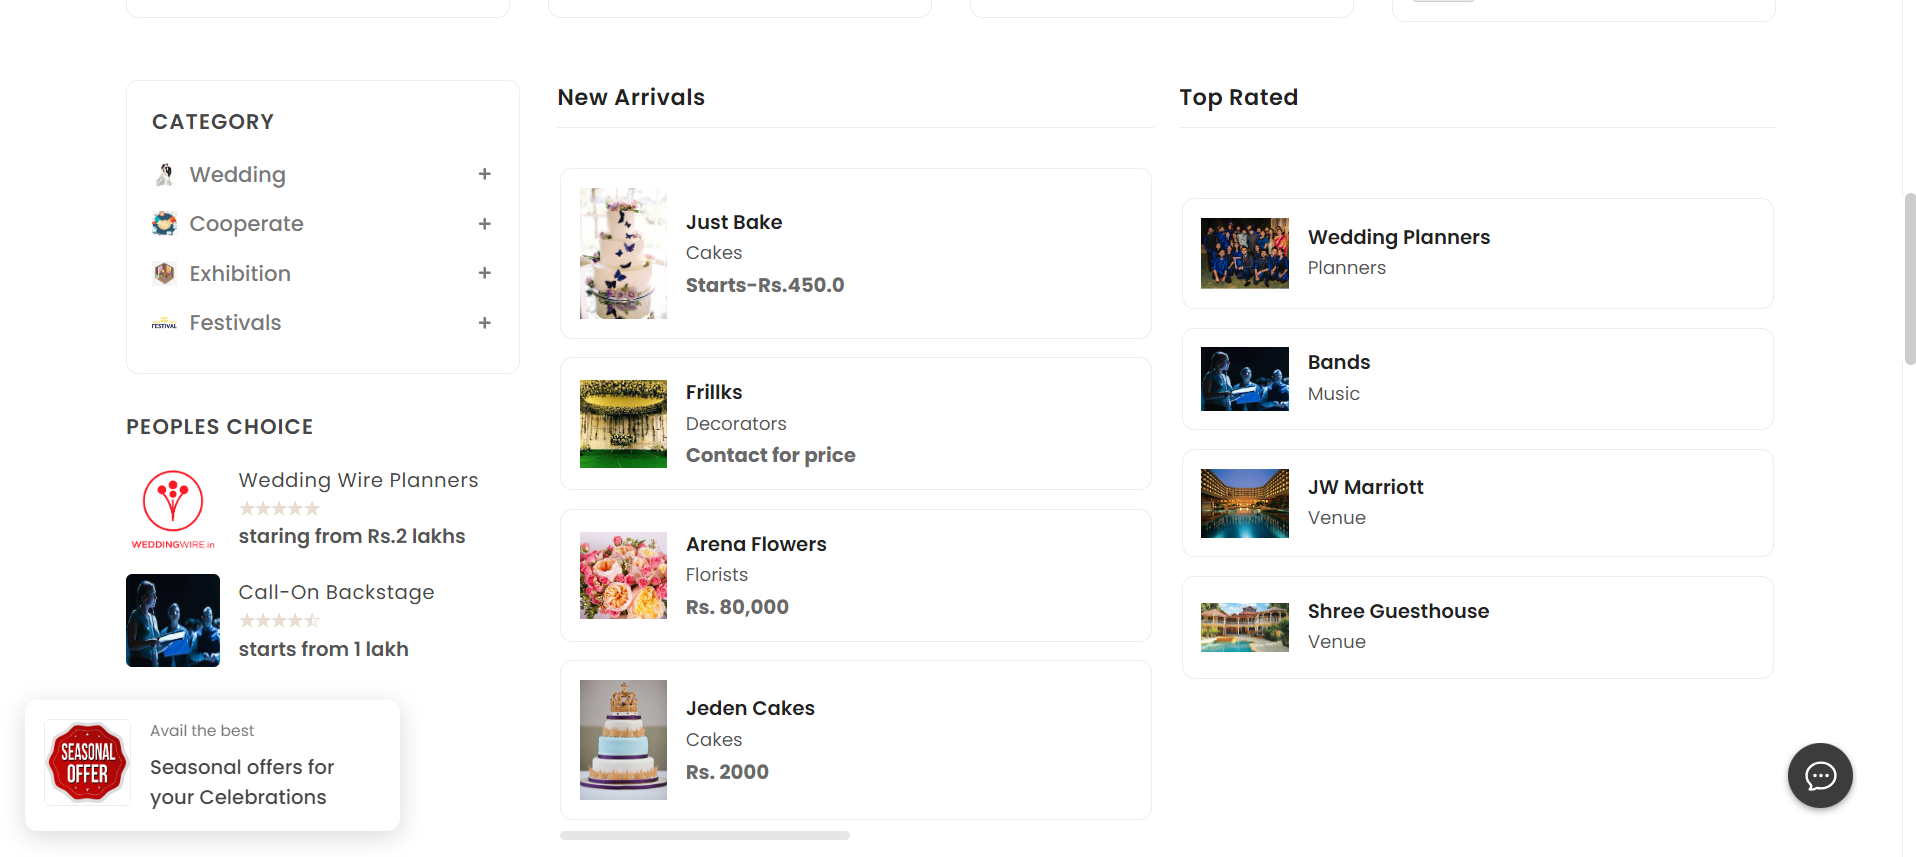 CATEGORY
Wedding +
Cooperate +
Exhibition +
FESTIVAL Festivals +
PEOPLES CHOICE
WEDDINGWIRE.in
Wedding Wire Planners
staring from Rs.2 lakhs
Call-On Backstage
starts from 1 lakh
SEASONAL
OFFER
Avail the best
Seasonal offers for
your Celebrations
New Arrivals
Just Bake
Cakes
Starts-Rs.450.0
Frillks
Decorators
Contact for price
Arena Flowers
Florists
Rs. 80,000
Jeden Cakes
Cakes
Rs. 2000
Top Rated
Wedding Planners
Planners
Bands
Music
JW Marriott
Venue
Shree Guesthouse
Venue